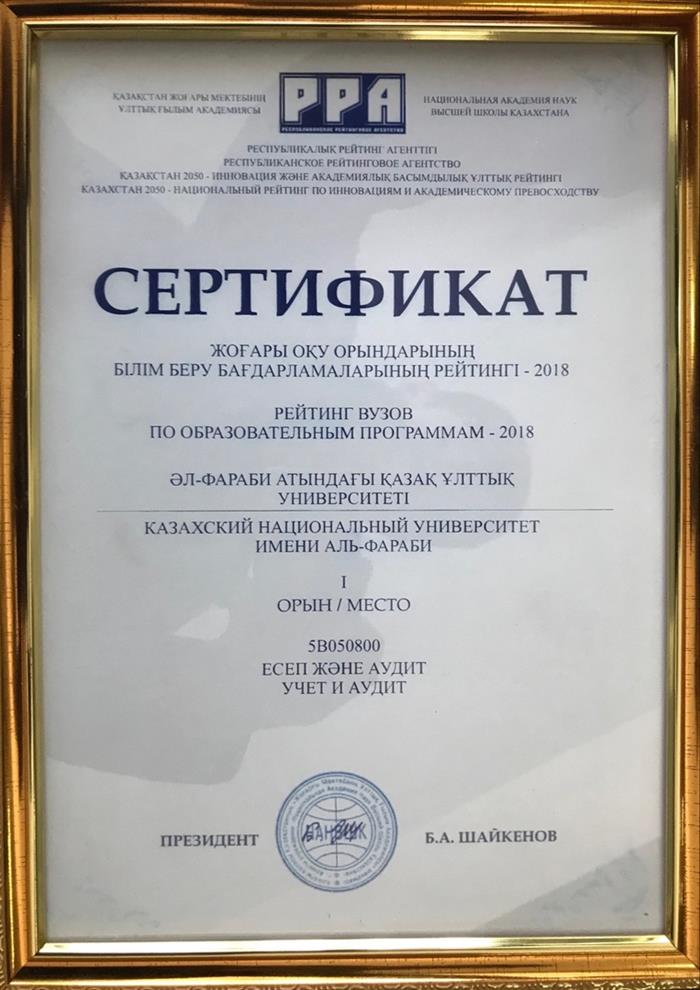 ҚАЗАҚСТАН ЖОҒАРЫ МЕКТЕБІНІҢ
ҰЛТТЫҚ ҒЫЛЫМ АКАДЕМИЯСЫ
РРА
РЕСПУБЛИКАНСКОЕ РЕЙТИНГОВОЕ АГЕНТСТВО
НАЦИОНАЛЬНАЯ АКАДЕМИЯ НАУК
ВЫСШЕЙ ШКОЛЫ КАЗАХСТАНА
РЕСПУБЛИКАЛЫҚ РЕЙТИНГ АГЕНТТІГІ
РЕСПУБЛИКАНСКОЕ РЕЙТИНГОВОЕ АГЕНТСТВО
ҚАЗАҚСТАН 2050 - ИННОВАЦИЯ ЖӘНЕ АКАДЕМИЯЛЫҚ БАСЫМДЫЛЫҚ ҰЛТТЫҚ РЕЙТИНГІ
КАЗАХСТАН 2050 - НАЦИОНАЛЬНЫЙ РЕЙТИНГ ПО ИННОВАЦИЯМ И АКАДЕМИЧЕСКОМУ ПРЕВОСХОДСТВУ
СЕРТИФИКАТ
ЖОҒАРЫ ОҚУ ОРЫНДАРЫНЫҢ
БІЛІМ БЕРУ БАҒДАРЛАМАЛАРЫНЫҢ РЕЙТИНГІ - 2018
РЕЙТИНГ ВУЗОВ
ПО ОБРАЗОВАТЕЛЬНЫМ ПРОГРАММАМ - 2018
ӘЛ-ФАРАБИ АТЫНДАҒЫ ҚАЗАҚ ҰЛТТЫҚ
УНИВЕРСИТЕТІ
КАЗАХСКИЙ НАЦИОНАЛЬНЫЙ УНИВЕРСИТЕТ
ИМЕНИ АЛЬ-ФАРАБИ
I
ОРЫН / МЕСТО
5В050800
ЕСЕП ЖӘНЕ АУДИТ
УЧЕТ И АУДИТ
ПРЕЗИДЕНТ
Б.А. ШАЙКЕНОВ